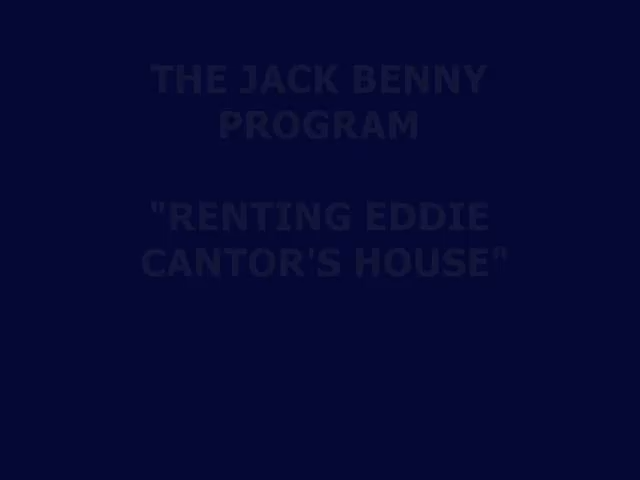 THE JACK BENNY
PROGRAM
"RENTING EDDIE
CANTOR'S HOUSE"